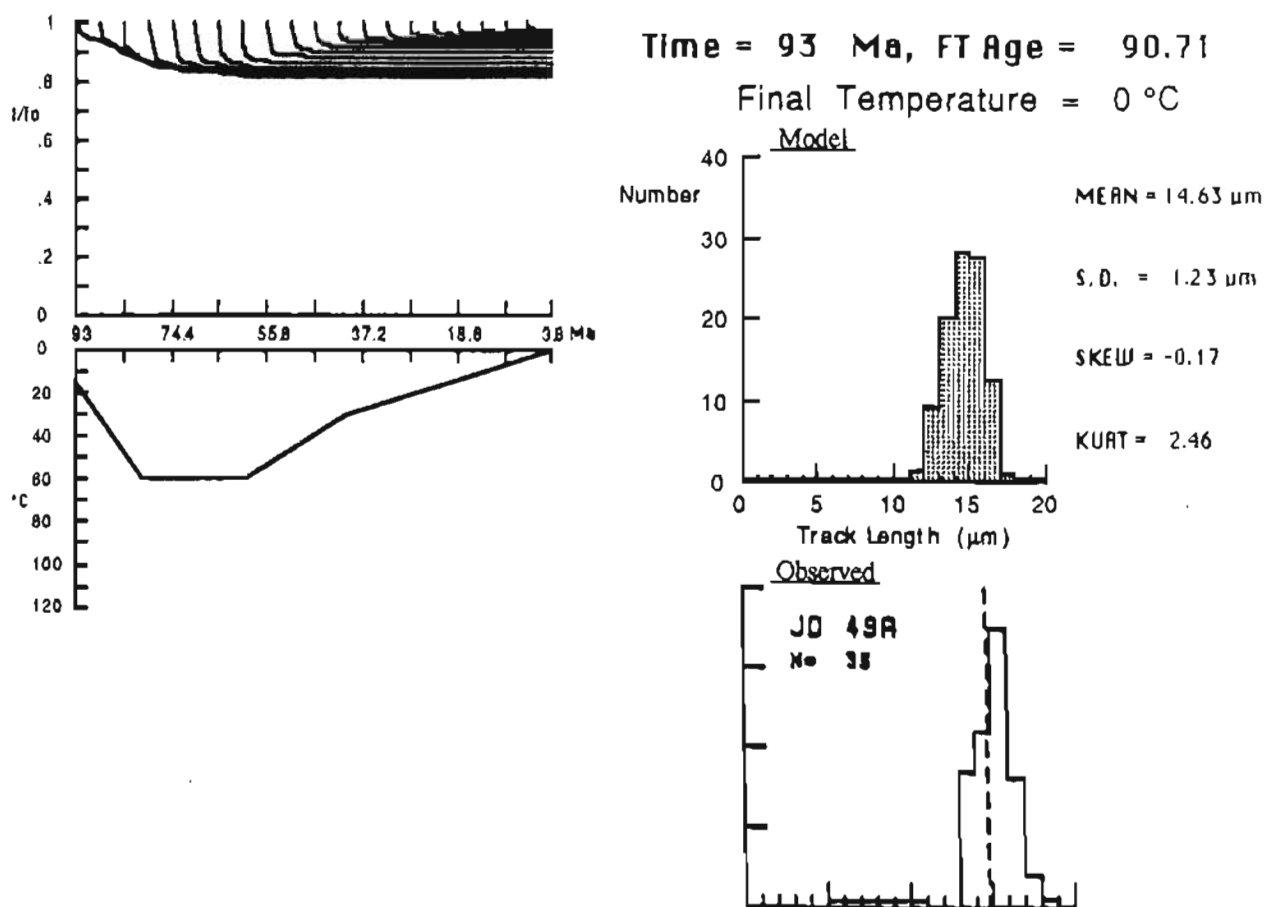 Time = 93 Ma, FT Age = 90.71
Final Temperature = 0 °C
1
.8
.6
.4
.2
0
93 74.4 55.8 37.2 18.6 Ma
0
20
40
60
80
100
120
°C
Model
Number
40
30
20
10
0
0 5 10 15 20
Track Length (μm)
MEAN = 14.63 μm
S.D. = 1.23 μm
SKEW = -0.17
KURT = 2.46
Observed
JD 49A
N= 35